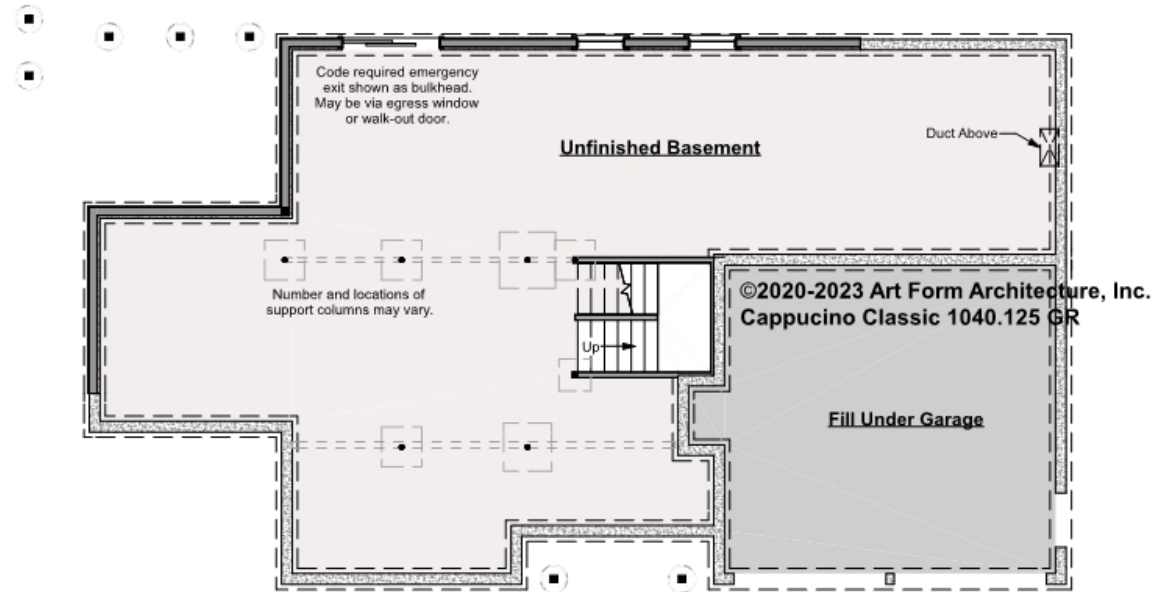 Code required emergency
exit shown as bulkhead.
May be via egress window
or walk-out door.
Duct Above
Unfinished Basement
Number and locations of
support columns may vary.
©2020-2023 Art Form Architecture, Inc.
Cappucino Classic 1040.125 GR
Up
Fill Under Garage